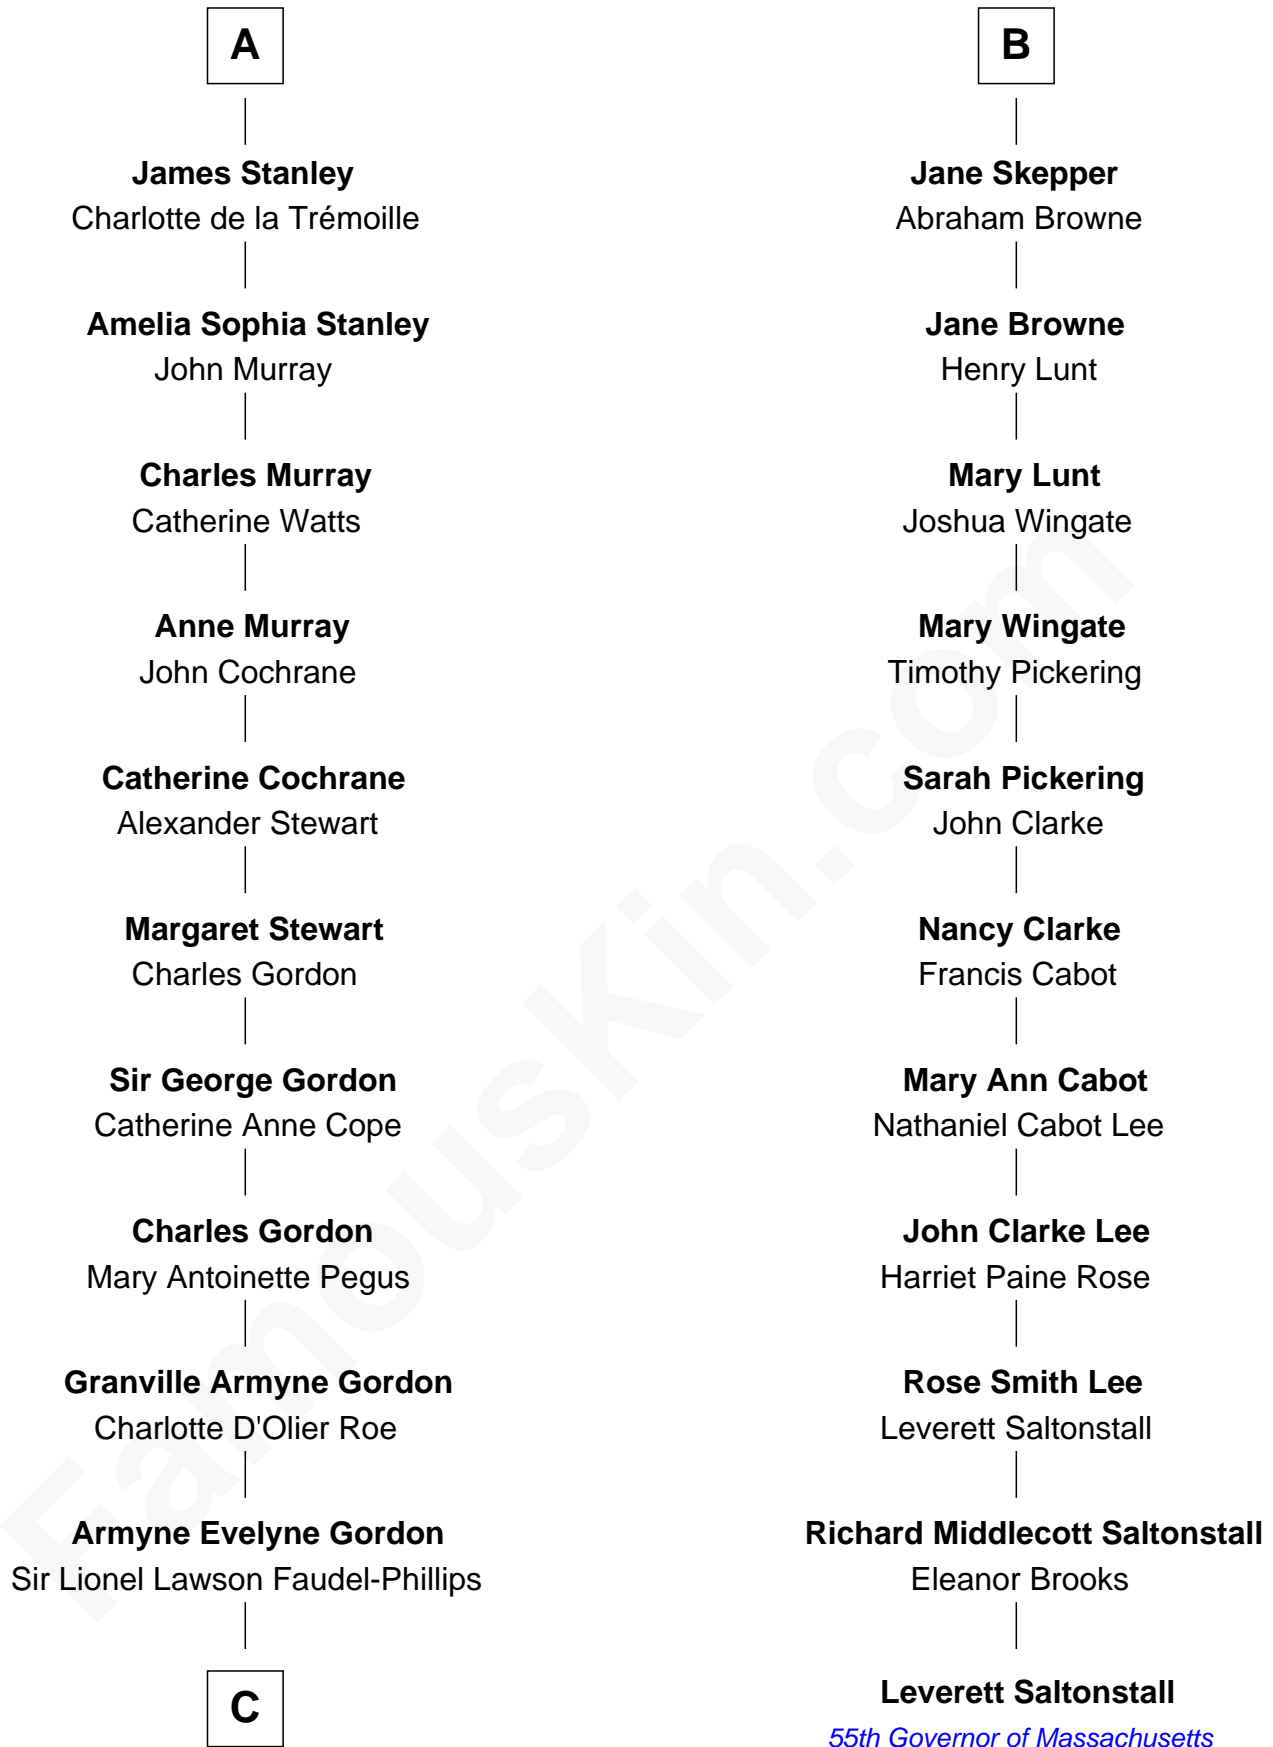 A
James Stanley
Charlotte de la Trémoille
Amelia Sophia Stanley
John Murray
Charles Murray
Catherine Watts
Anne Murray
John Cochrane
Catherine Cochrane
Alexander Stewart
Margaret Stewart
Charles Gordon
Sir George Gordon
Catherine Anne Cope
Charles Gordon
Mary Antoinette Pegus
Granville Armyne Gordon
Charlotte D'Olier Roe
Armyne Evelyne Gordon
Sir Lionel Lawson Faudel-Phillips
C
B
Jane Skepper
Abraham Browne
Jane Browne
Henry Lunt
Mary Lunt
Joshua Wingate
Mary Wingate
Timothy Pickering
Sarah Pickering
John Clarke
Nancy Clarke
Francis Cabot
Mary Ann Cabot
Nathaniel Cabot Lee
John Clarke Lee
Harriet Paine Rose
Rose Smith Lee
Leverett Saltonstall
Richard Middlecott Saltonstall
Eleanor Brooks
Leverett Saltonstall
55th Governor of Massachusetts
FamousKin.com